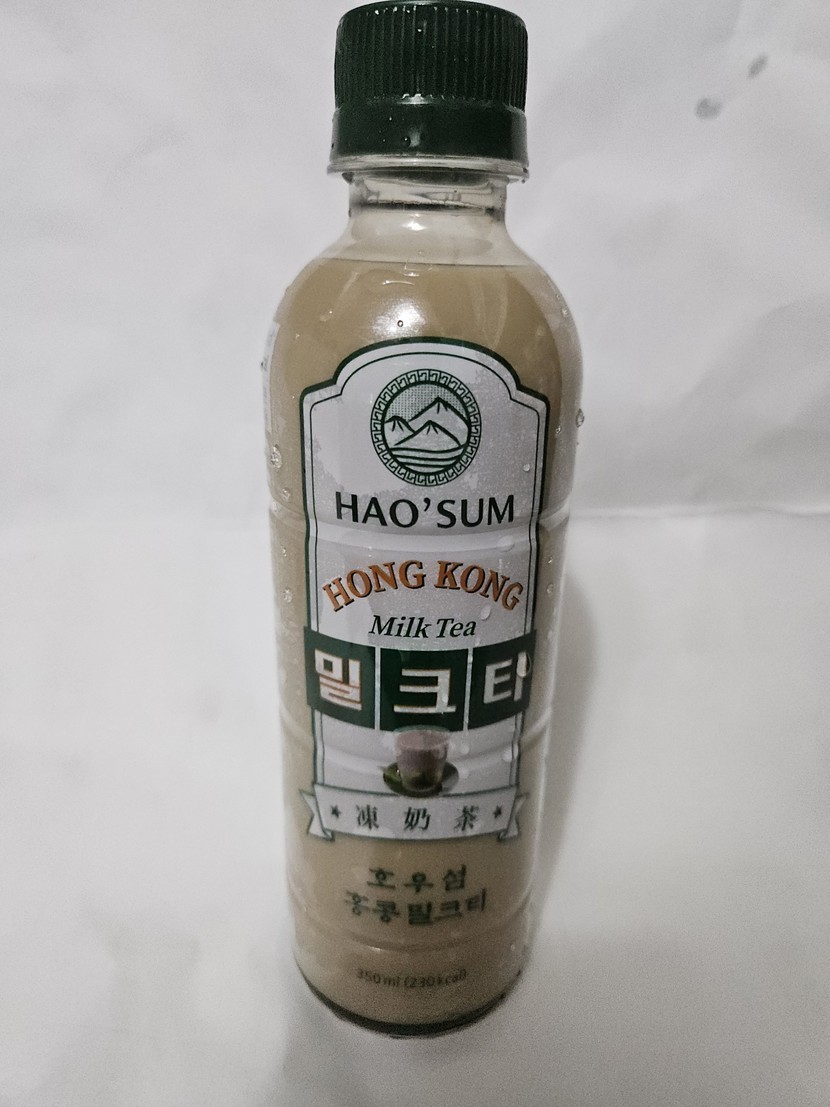 HAO'SUM
HONG KONG
Milk Tea
밀크티
凍奶茶
호우섬
홍콩밀크티
350ml (230kcal)